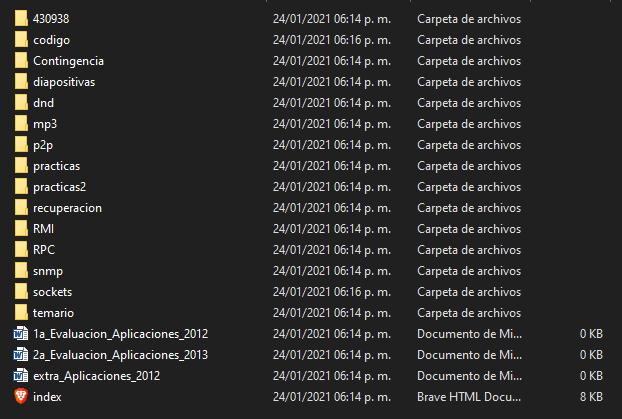 430938 24/01/2021 06:14 p. m. Carpeta de archivos
codigo 24/01/2021 06:16 p. m. Carpeta de archivos
Contingencia 24/01/2021 06:14 p. m. Carpeta de archivos
diapositivas 24/01/2021 06:14 p. m. Carpeta de archivos
dnd 24/01/2021 06:14 p. m. Carpeta de archivos
mp3 24/01/2021 06:14 p. m. Carpeta de archivos
p2p 24/01/2021 06:14 p. m. Carpeta de archivos
practicas 24/01/2021 06:14 p. m. Carpeta de archivos
practicas2 24/01/2021 06:14 p. m. Carpeta de archivos
recuperacion 24/01/2021 06:14 p. m. Carpeta de archivos
RMI 24/01/2021 06:14 p. m. Carpeta de archivos
RPC 24/01/2021 06:14 p. m. Carpeta de archivos
snmp 24/01/2021 06:14 p. m. Carpeta de archivos
sockets 24/01/2021 06:16 p. m. Carpeta de archivos
temario 24/01/2021 06:14 p. m. Carpeta de archivos
1a_Evaluacion_Aplicaciones_2012 24/01/2021 06:14 p. m. Documento de Mi... 0 KB
2a_Evaluacion_Aplicaciones_2013 24/01/2021 06:14 p. m. Documento de Mi... 0 KB
extra_Aplicaciones_2012 24/01/2021 06:14 p. m. Documento de Mi... 0 KB
index 24/01/2021 06:14 p. m. Brave HTML Docu... 8 KB